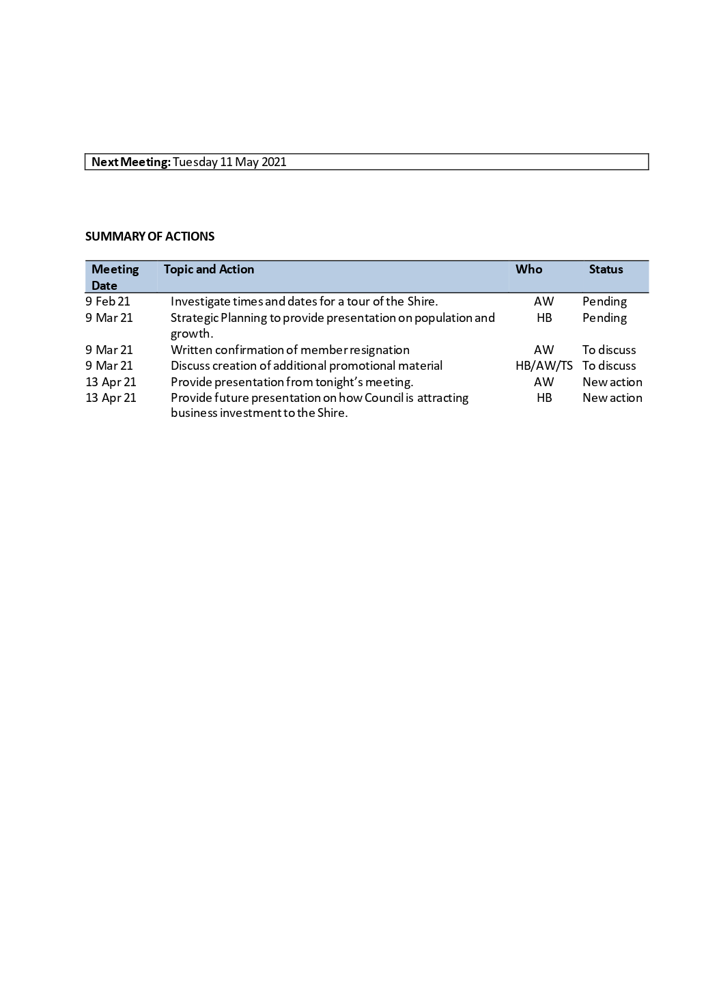 Next Meeting: Tuesday 11 May 2021
SUMMARY OF ACTIONS
Meeting Date Topic and Action Who Status
9 Feb 21 Investigate times and dates for a tour of the Shire. AW Pending
9 Mar 21 Strategic Planning to provide presentation on population and HB Pending
growth.
9 Mar 21 Written confirmation of member resignation AW To discuss
9 Mar 21 Discuss creation of additional promotional material HB/AW/TS To discuss
13 Apr 21 Provide presentation from tonight’s meeting. AW New action
13 Apr 21 Provide future presentation on how Council is attracting HB New action
business investment to the Shire.